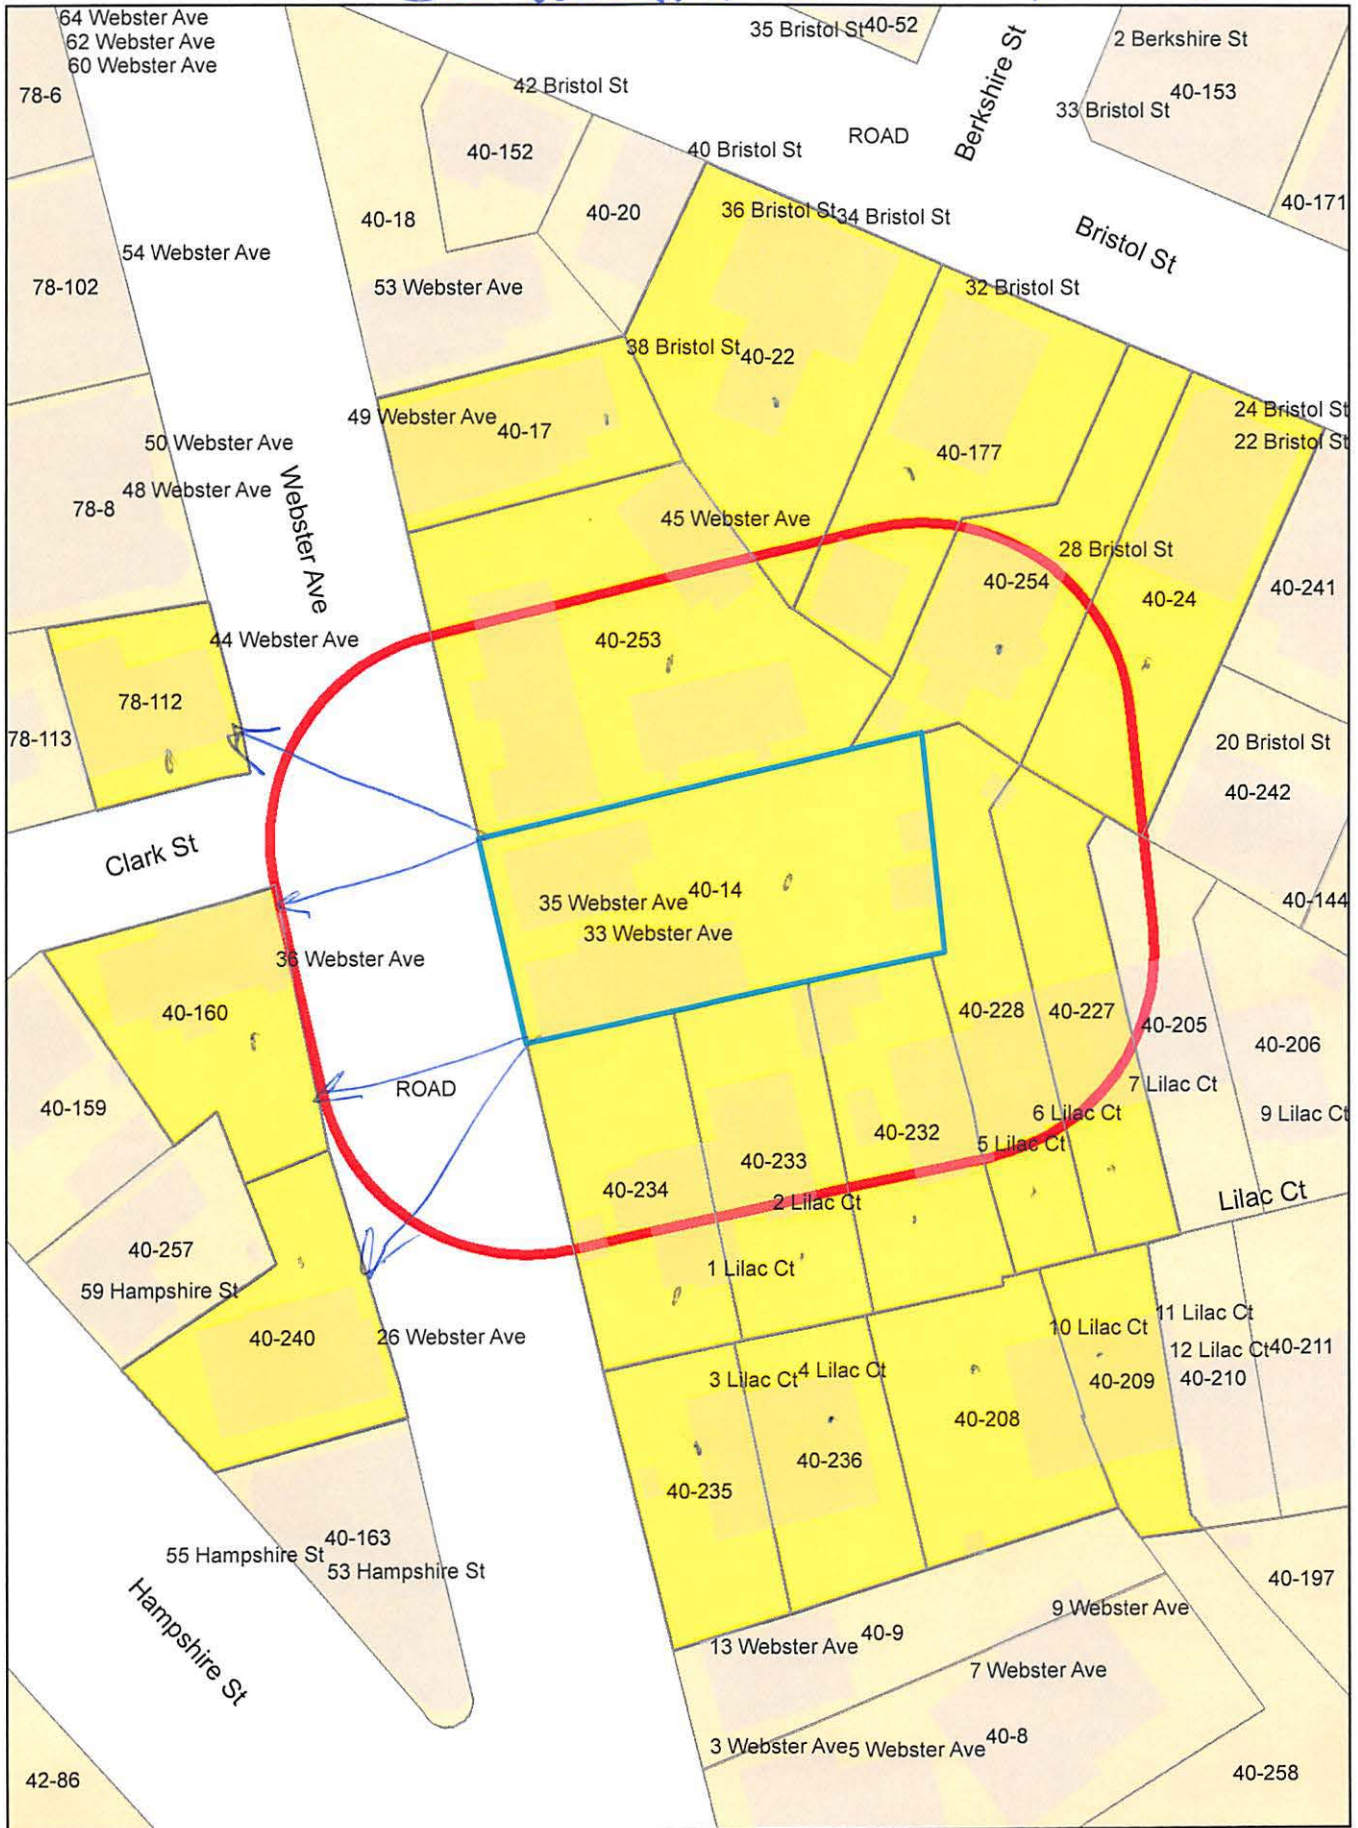 64 Webster Ave
62 Webster Ave
60 Webster Ave
35 Bristol St
40-52
Berkshire St
2 Berkshire St
78-6
42 Bristol St
40-153
33 Bristol St
40-152
40 Bristol St
ROAD
40-18
40-20
36 Bristol St
34 Bristol St
40-171
Bristol St
54 Webster Ave
78-102
53 Webster Ave
32 Bristol St
38 Bristol St
40-22
49 Webster Ave
40-17
24 Bristol St
22 Bristol St
50 Webster Ave
40-177
48 Webster Ave
78-8
Webster Ave
45 Webster Ave
28 Bristol St
40-254
40-24
40-241
44 Webster Ave
40-253
78-112
78-113
20 Bristol St
40-242
Clark St
35 Webster Ave
40-14
33 Webster Ave
40-144
36 Webster Ave
40-160
40-228
40-227
40-205
40-206
ROAD
40-159
7 Lilac Ct
6 Lilac Ct
9 Lilac Ct
40-232
5 Lilac Ct
40-233
40-234
2 Lilac Ct
Lilac Ct
40-257
59 Hampshire St
1 Lilac Ct
40-240
26 Webster Ave
10 Lilac Ct
11 Lilac Ct
12 Lilac Ct
40-211
3 Lilac Ct
4 Lilac Ct
40-209
40-210
40-208
40-236
40-235
40-163
55 Hampshire St
53 Hampshire St
40-197
Hampshire St
9 Webster Ave
13 Webster Ave
40-9
7 Webster Ave
3 Webster Ave
5 Webster Ave
40-8
42-86
40-258